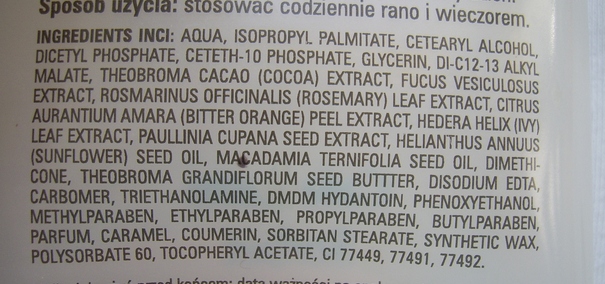 Sposób użycia: stosować codziennie rano i wieczorem.
INGREDIENTS INCI: AQUA, ISOPROPYL PALMITATE, CETEARYL ALCOHOL,
DICETYL PHOSPHATE, CETETH-10 PHOSPHATE, GLYCERIN, DI-C12-13 ALKYL
MALATE, THEOBROMA CACAO (COCOA) EXTRACT, FUCUS VESICULOSUS
EXTRACT, ROSMARINUS OFFICINALIS (ROSEMARY) LEAF EXTRACT, CITRUS
AURANTIUM AMARA (BITTER ORANGE) PEEL EXTRACT, HEDERA HELIX (IVY)
LEAF EXTRACT, PAULLINIA CUPANA SEED EXTRACT, HELIANTHUS ANNUUS
(SUNFLOWER) SEED OIL, MACADAMIA TERNIFOLIA SEED OIL, DIMETHI-
CONE, THEOBROMA GRANDIFLORUM SEED BUTTTER, DISODIUM EDTA,
CARBOMER, TRIETHANOLAMINE, DMDM HYDANTOIN, PHENOXYETHANOL,
METHYLPARABEN, ETHYLPARABEN, PROPYLPARABEN, BUTYLPARABEN,
PARFUM, CARAMEL, COUMERIN, SORBITAN STEARATE, SYNTHETIC WAX,
POLYSORBATE 60, TOCOPHERYL ACETATE, CI 77449, 77491, 77492.
przed końcem: data ważności